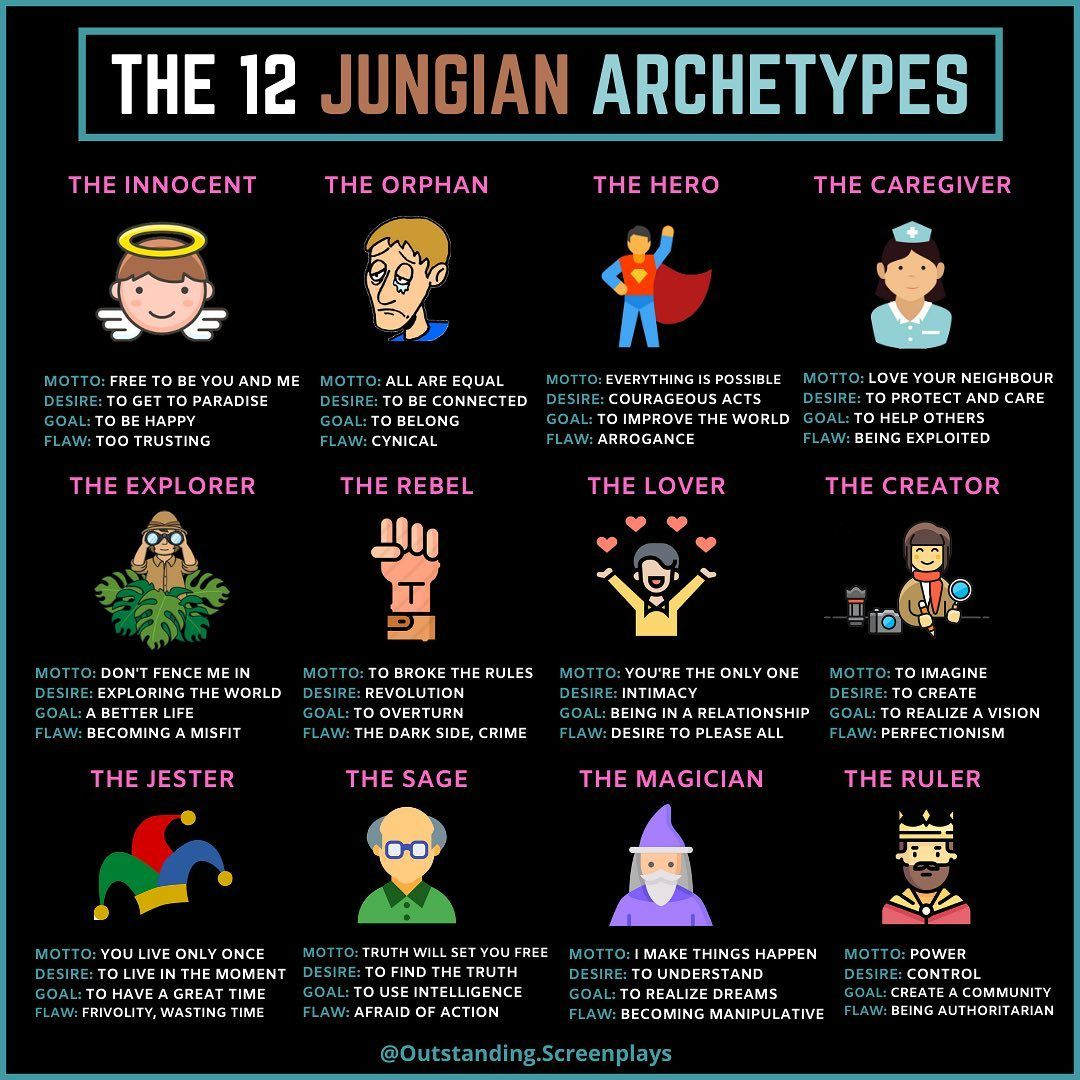 THE 12 JUNGIAN ARCHETYPES
THE INNOCENT
MOTTO: FREE TO BE YOU AND ME
DESIRE: TO GET TO PARADISE
GOAL: TO BE HAPPY
FLAW: TOO TRUSTING
THE ORPHAN
MOTTO: ALL ARE EQUAL
DESIRE: TO BE CONNECTED
GOAL: TO BELONG
FLAW: CYNICAL
THE HERO
MOTTO: EVERYTHING IS POSSIBLE
DESIRE: COURAGEOUS ACTS
GOAL: TO IMPROVE THE WORLD
FLAW: ARROGANCE
THE CAREGIVER
MOTTO: LOVE YOUR NEIGHBOUR
DESIRE: TO PROTECT AND CARE
GOAL: TO HELP OTHERS
FLAW: BEING EXPLOITED
THE EXPLORER
MOTTO: DON'T FENCE ME IN
DESIRE: EXPLORING THE WORLD
GOAL: A BETTER LIFE
FLAW: BECOMING A MISFIT
THE REBEL
MOTTO: TO BROKE THE RULES
DESIRE: REVOLUTION
GOAL: TO OVERTURN
FLAW: THE DARK SIDE, CRIME
THE LOVER
MOTTO: YOU'RE THE ONLY ONE
DESIRE: INTIMACY
GOAL: BEING IN A RELATIONSHIP
FLAW: DESIRE TO PLEASE ALL
THE CREATOR
MOTTO: TO IMAGINE
DESIRE: TO CREATE
GOAL: TO REALIZE A VISION
FLAW: PERFECTIONISM
THE JESTER
MOTTO: YOU LIVE ONLY ONCE
DESIRE: TO LIVE IN THE MOMENT
GOAL: TO HAVE A GREAT TIME
FLAW: FRIVOLITY, WASTING TIME
THE SAGE
MOTTO: TRUTH WILL SET YOU FREE
DESIRE: TO FIND THE TRUTH
GOAL: TO USE INTELLIGENCE
FLAW: AFRAID OF ACTION
THE MAGICIAN
MOTTO: I MAKE THINGS HAPPEN
DESIRE: TO UNDERSTAND
GOAL: TO REALIZE DREAMS
FLAW: BECOMING MANIPULATIVE
THE RULER
MOTTO: POWER
DESIRE: CONTROL
GOAL: CREATE A COMMUNITY
FLAW: BEING AUTHORITARIAN
@Outstanding.Screenplays